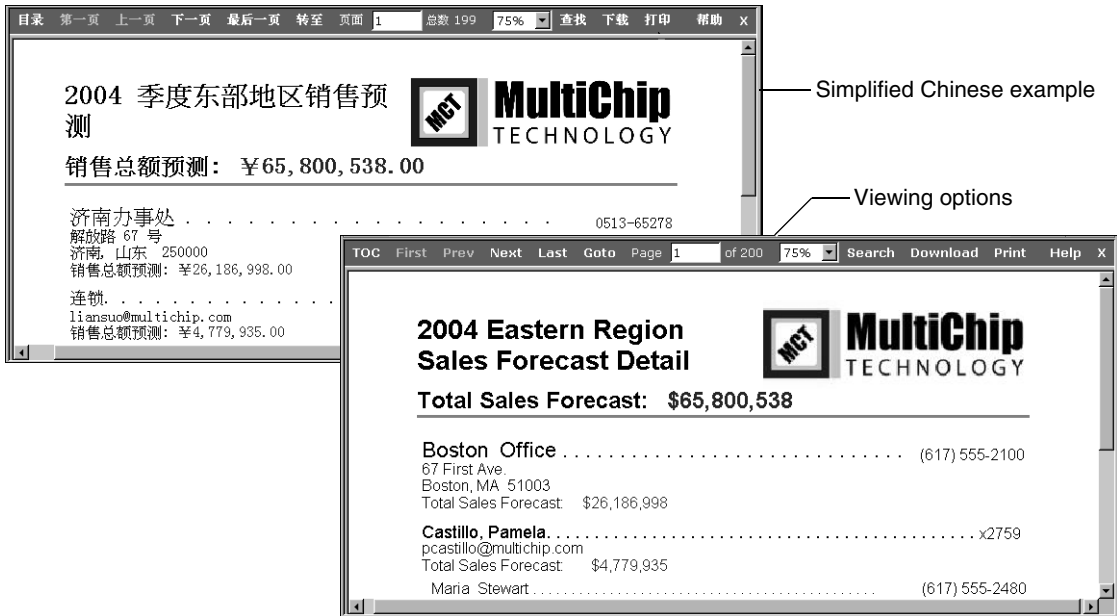 目录 第一页 上一页 下一页 最后一页 转至 页面 1 总数 199 75% 查找 下载 打印 帮助 X
2004 季度东部地区销售预
测
MCT MultiChip
TECHNOLOGY
销售总额预测: ￥65,800,538.00
济南办事处 . . . . . . . . . . . . . . . . . . . 0513-65278
解放路 67 号
济南, 山东 250000
销售总额预测: ￥26,186,998.00
连锁. . . . . . . . . . . . . .
liansuo@multichip.com
销售总额预测: ￥4,779,935.00
Simplified Chinese example
Viewing options
TOC First Prev Next Last Goto Page 1 of 200 75% Search Download Print Help X
2004 Eastern Region
Sales Forecast Detail
MCT MultiChip
TECHNOLOGY
Total Sales Forecast: $65,800,538
Boston Office . . . . . . . . . . . . . . . . . . . . . . . . . . . . . . . (617) 555-2100
67 First Ave.
Boston, MA 51003
Total Sales Forecast: $26,186,998
Castillo, Pamela. . . . . . . . . . . . . . . . . . . . . . . . . . . . . . . . . . . . . . . x2759
pcastillo@multichip.com
Total Sales Forecast: $4,779,935
Maria Stewart . . . . . . . . . . . . . . . . . . . . . . . . . . . . . . . . . . . . (617) 555-2480